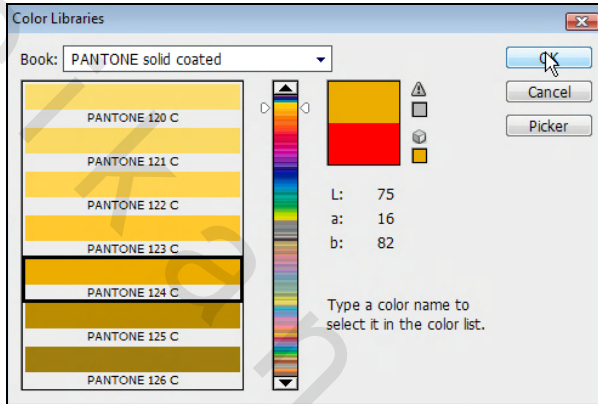 Color Libraries
Book: PANTONE solid coated
OK
Cancel
Picker
PANTONE 120 C
PANTONE 121 C
PANTONE 122 C
PANTONE 123 C
PANTONE 124 C
PANTONE 125 C
PANTONE 126 C
L: 75
a: 16
b: 82
Type a color name to
select it in the color list.